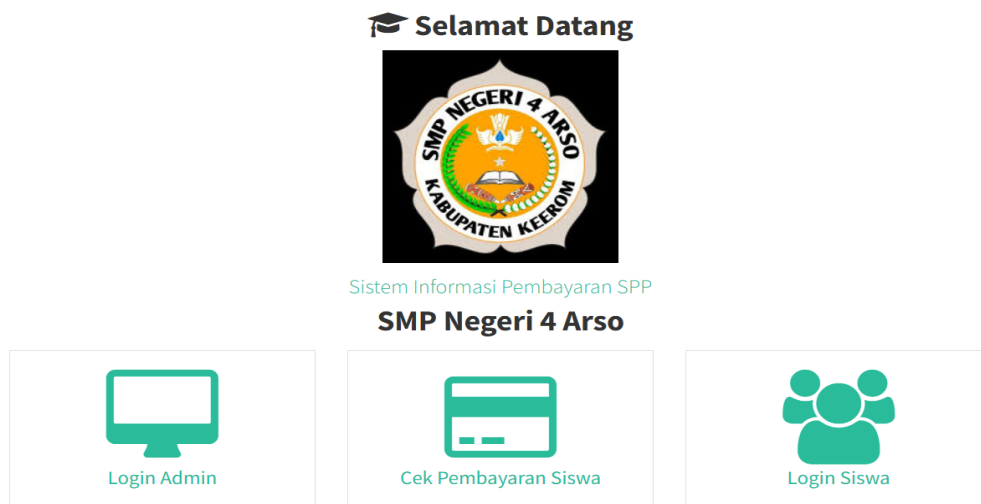 Selamat Datang
SMP NEGERI 4 ARSO
KABUPATEN KEEROM
Sistem Informasi Pembayaran SPP
SMP Negeri 4 Arso
Login Admin
Cek Pembayaran Siswa
Login Siswa